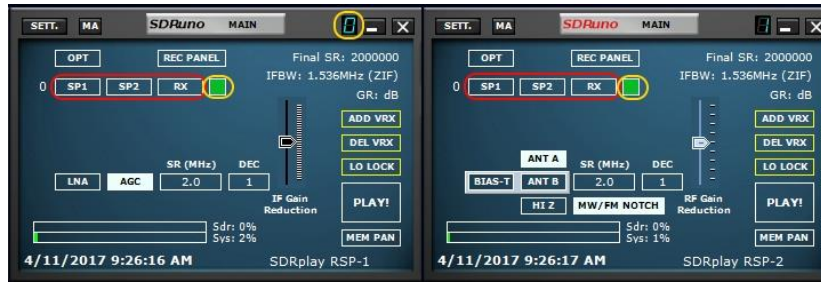 SETT. MA SDRuno MAIN 0
OPT REC PANEL Final SR: 2000000
IFBW: 1.536MHz (ZIF)
0 SP1 SP2 RX GR: dB
ADD VRX
DEL VRX
SR (MHz) DEC LO LOCK
LNA AGC 2.0 1
IF Gain Reduction PLAY!
Sdr: 0%
Sys: 2% MEM PAN
4/11/2017 9:26:16 AM SDRplay RSP-1
SETT. MA SDRuno MAIN 1
OPT REC PANEL Final SR: 2000000
IFBW: 1.536MHz (ZIF)
0 SP1 SP2 RX GR: dB
ADD VRX
DEL VRX
ANT A SR (MHz) DEC LO LOCK
BIAS-T ANT B 2.0 1
HI Z MW/FM NOTCH RF Gain Reduction PLAY!
Sdr: 0%
Sys: 1% MEM PAN
4/11/2017 9:26:17 AM SDRplay RSP-2